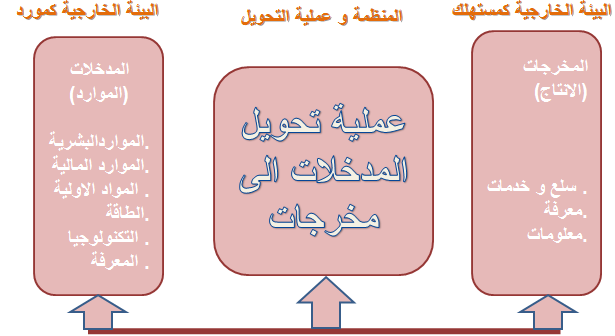 البيئة الخارجية كمورد
المنظمة و عملية التحويل
البيئة الخارجية كمستهلك
المدخلات
(الموارد)
.المواردالبشرية
.الموارد المالية
. المواد الاولية
.الطاقة
. التكنولوجيا
. المعرفة
عملية تحويل
المدخلات الى
مخرجات
المخرجات
(الانتاج)
. سلع و خدمات
.معرفة
.معلومات